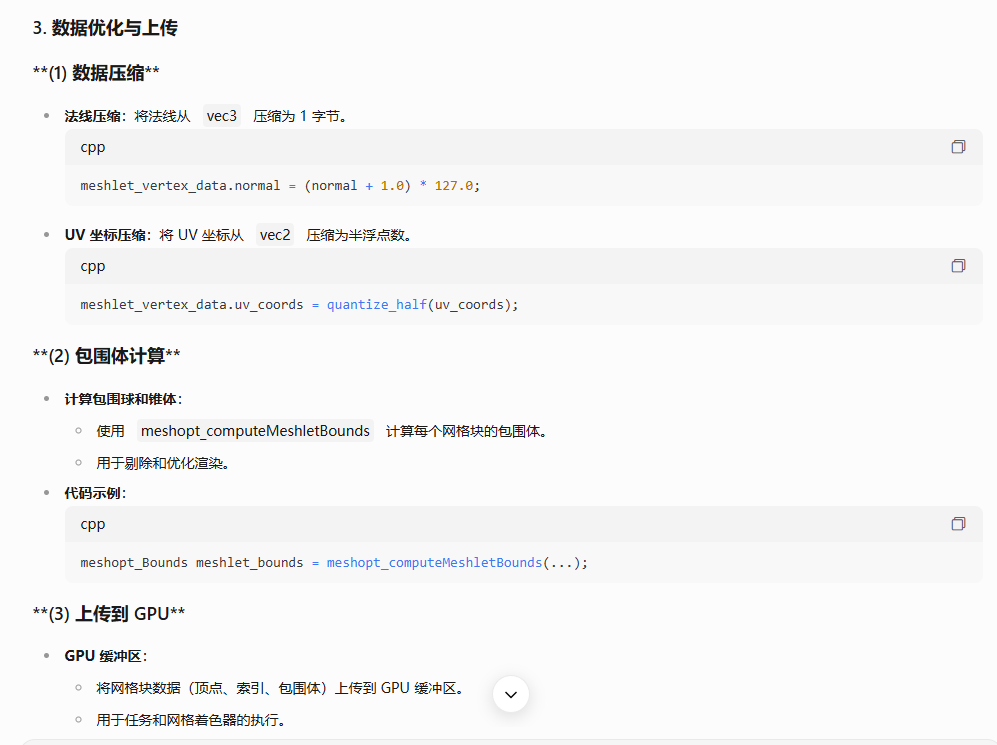 3. 数据优化与上传
**(1) 数据压缩**
法线压缩：将法线从 vec3 压缩为 1 字节。
cpp
meshlet_vertex_data.normal = (normal + 1.0) * 127.0;
UV 坐标压缩：将 UV 坐标从 vec2 压缩为半浮点数。
cpp
meshlet_vertex_data.uv_coords = quantize_half(uv_coords);
**(2) 包围体计算**
计算包围球和锥体：
使用 meshopt_computeMeshletBounds 计算每个网格块的包围体。
用于剔除和优化渲染。
代码示例：
cpp
meshopt_Bounds meshlet_bounds = meshopt_computeMeshletBounds(...);
**(3) 上传到 GPU**
GPU 缓冲区：
将网格块数据（顶点、索引、包围体）上传到 GPU 缓冲区。
用于任务和网格着色器的执行。